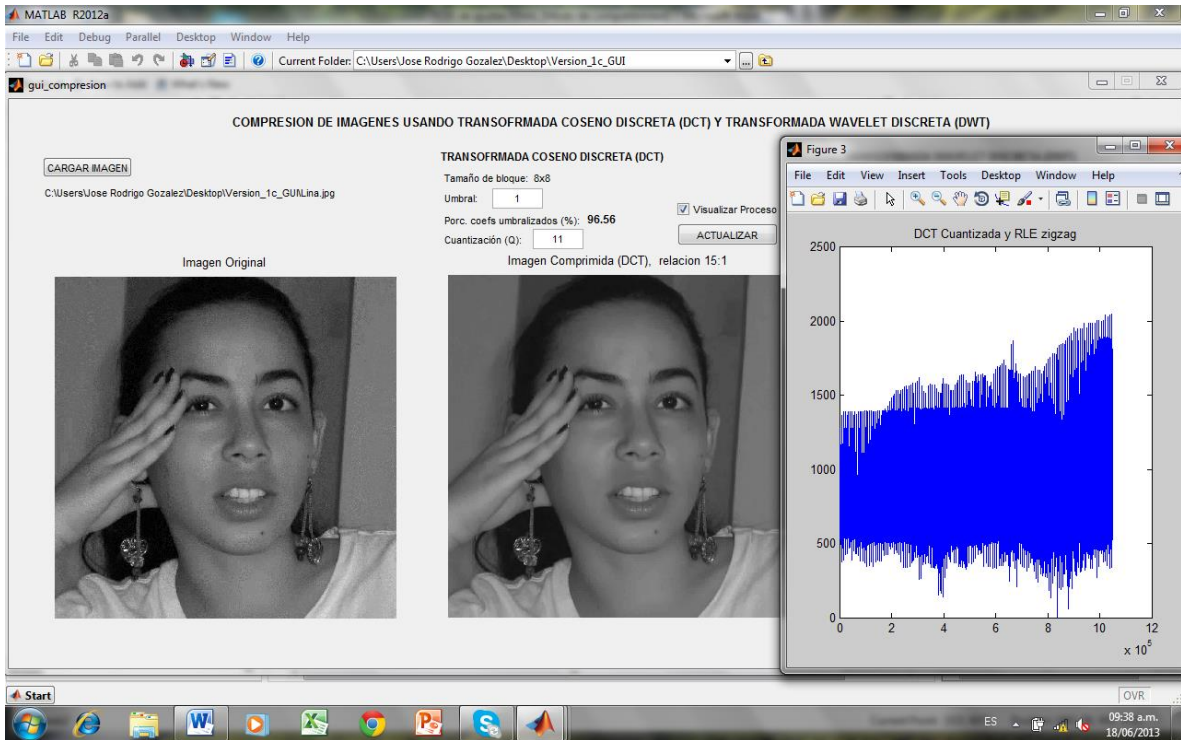 MATLAB R2012a
File Edit Debug Parallel Desktop Window Help
Current Folder: C:\Users\Jose Rodrigo Gozalez\Desktop\Version_1c_GUI
gui_compresion
COMPRESION DE IMAGENES USANDO TRANSOFRMADA COSENO DISCRETA (DCT) Y TRANSFORMADA WAVELET DISCRETA (DWT)
CARGAR IMAGEN
C:\Users\Jose Rodrigo Gozalez\Desktop\Version_1c_GUI\Lina.jpg
TRANSOFRMADA COSENO DISCRETA (DCT)
Tamaño de bloque: 8x8
Umbral: 1
Porc. coefs umbralizados (%): 96.56
Cuantización (Q): 11
Visualizar Proceso
ACTUALIZAR
Imagen Original
Imagen Comprimida (DCT), relacion 15:1
Figure 3
File Edit View Insert Tools Desktop Window Help
DCT Cuantizada y RLE zigzag
2500
2000
1500
1000
500
0
0 2 4 6 8 10 12
x 10^5
Start
OVR
ES
09:38 a.m.
18/06/2013